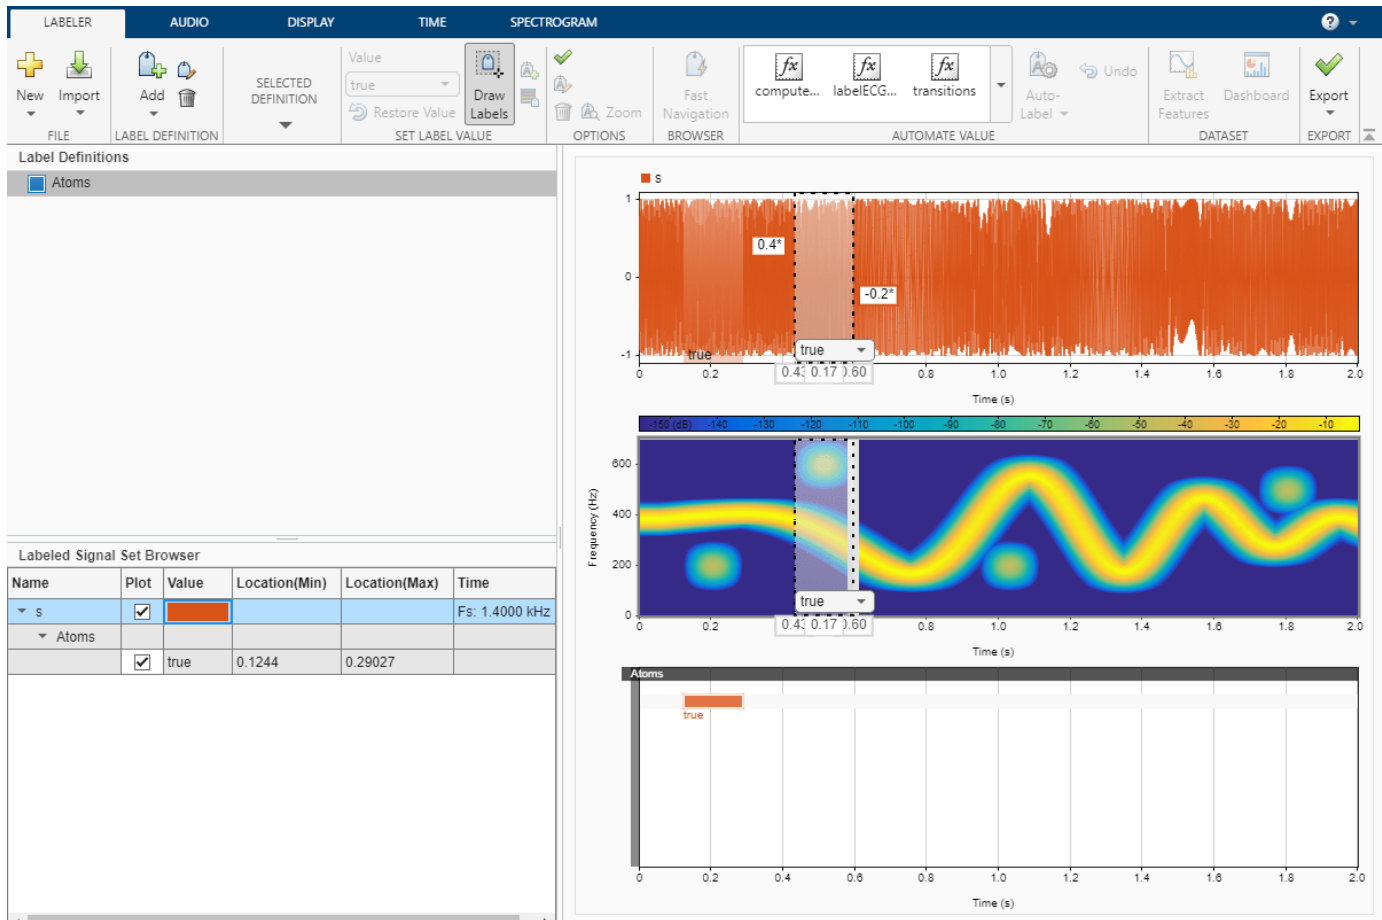 LABELER AUDIO DISPLAY TIME SPECTROGRAM ?
New Import Add SELECTED DEFINITION Value true Restore Value Draw Labels Zoom Fast Navigation fx compute... fx labelECG... fx transitions Auto-Label Undo Extract Features Dashboard Export
FILE LABEL DEFINITION SET LABEL VALUE OPTIONS BROWSER AUTOMATE VALUE DATASET EXPORT
Label Definitions
Atoms
Labeled Signal Set Browser
Name Plot Value Location(Min) Location(Max) Time
s Fs: 1.4000 kHz
Atoms
true 0.1244 0.29027
s
1
0.4*
0
-0.2*
-1
true
true
0 0.2 0.17 0.60 0.8 1.0 1.2 1.4 1.6 1.8 2.0
Time (s)
-150 (dB) -140 -130 -120 -110 -100 -90 -80 -70 -60 -50 -40 -30 -20 -10
Frequency (Hz)
600
400
200
0
true
0 0.2 0.17 0.60 0.8 1.0 1.2 1.4 1.6 1.8 2.0
Time (s)
Atoms
true
0 0.2 0.4 0.6 0.8 1.0 1.2 1.4 1.6 1.8 2.0
Time (s)